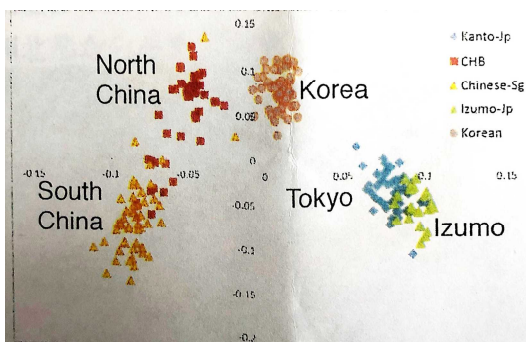 0.15
Kanto-Jp
CHB
Chinese-Sg
Izumo-Jp
Korean
North
China
0.1
Korea
0.05
0
-0.15
-0.1
-0.05
0
0.05
0.1
0.15
South
China
Tokyo
-0.05
Izumo
-0.1
-0.15
-0.2